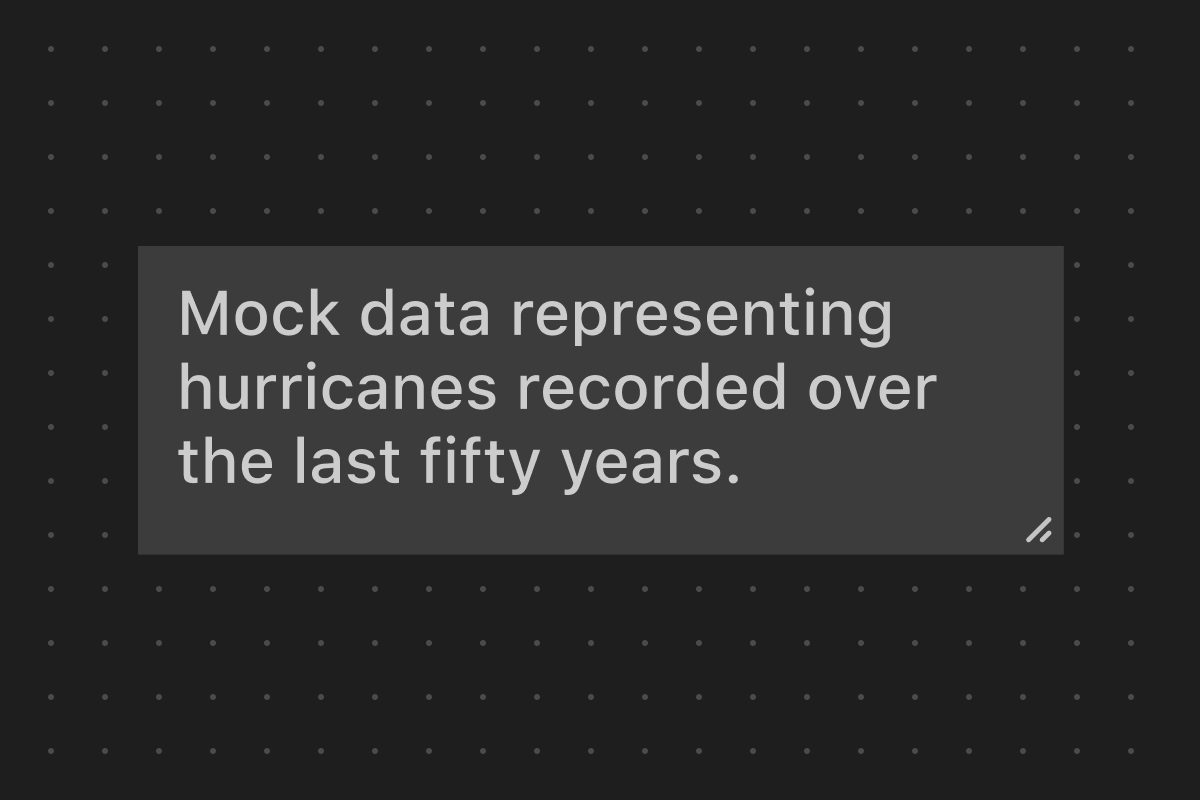 Mock data representing
hurricanes recorded over
the last fifty years.